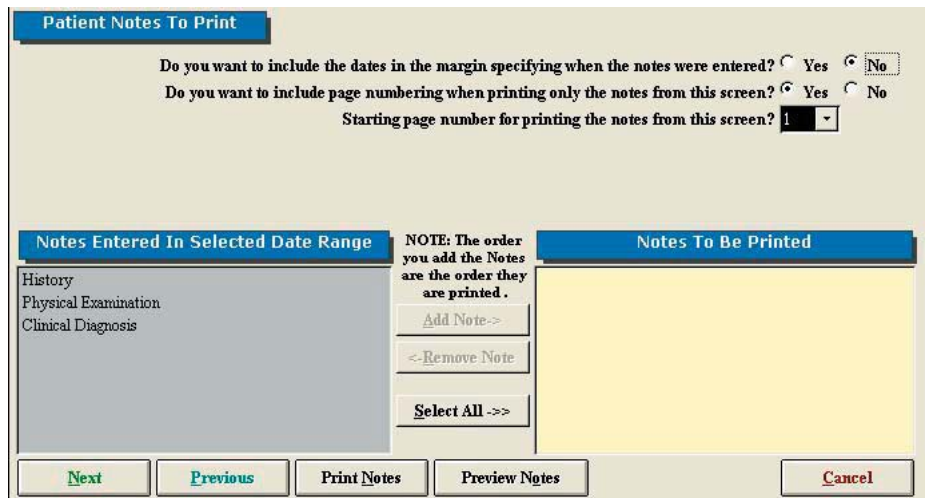 Patient Notes To Print
Do you want to include the dates in the margin specifying when the notes were entered? Yes No
Do you want to include page numbering when printing only the notes from this screen? Yes No
Starting page number for printing the notes from this screen? 1
Notes Entered In Selected Date Range
History
Physical Examination
Clinical Diagnosis
NOTE: The order
you add the Notes
are the order they
are printed .
Add Note->
<-Remove Note
Select All ->>
Notes To Be Printed
Next Previous Print Notes Preview Notes Cancel